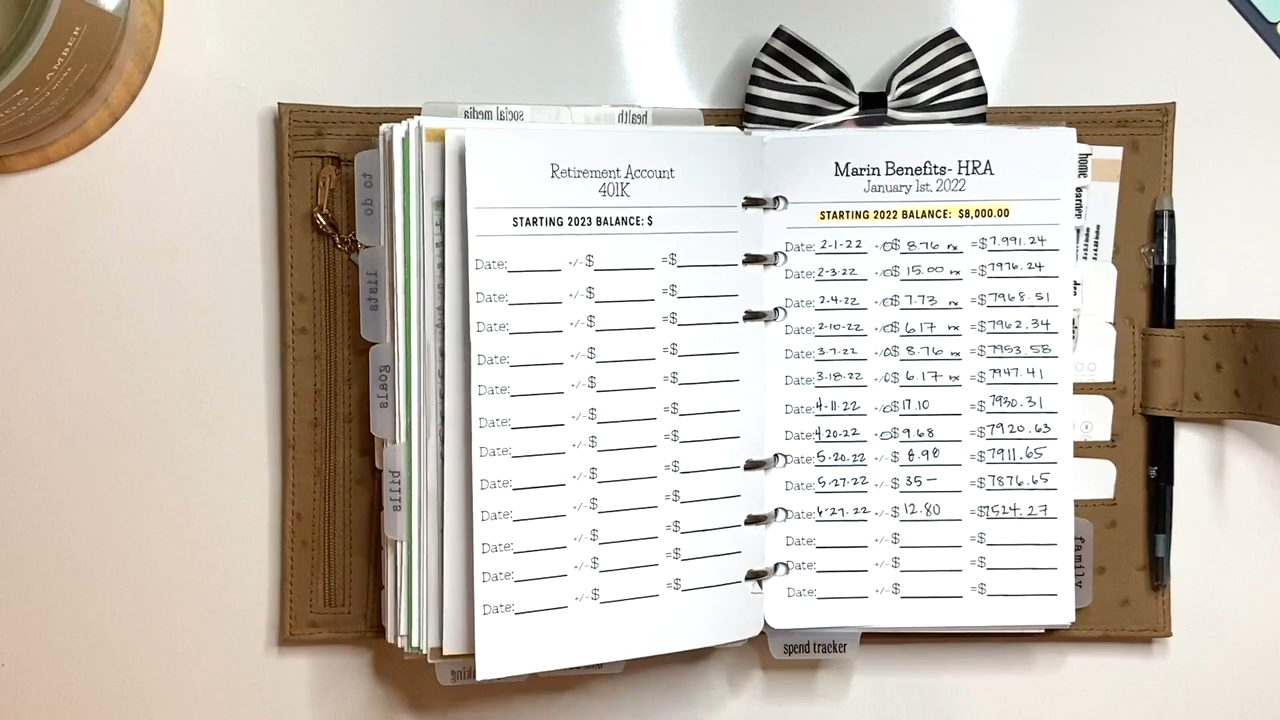 AMBER
social media
health
to go
lists
goals
bills
Retirement Account
401K
STARTING 2023 BALANCE: $
Date: +/-$ =$
Date: +/-$ =$
Date: +/-$ =$
Date: +/-$ =$
Date: +/-$ =$
Date: +/-$ =$
Date: +/-$ =$
Date: +/-$ =$
Date: +/-$ =$
Date: +/-$ =$
Date: +/-$ =$
Date: +/-$ =$
Marin Benefits- HRA
January 1st, 2022
STARTING 2022 BALANCE: $8,000.00
Date: 2-1-22 +/-$ 8.76 rx =$ 7,991.24
Date: 2-3-22 +/-$ 15.00 rx =$ 7976.24
Date: 2-4-22 +/-$ 7.73 rx =$ 7968.51
Date: 2-10-22 +/-$ 6.17 rx =$ 7962.34
Date: 3-7-22 +/-$ 8.76 rx =$ 7953.58
Date: 3-18-22 +/-$ 6.17 rx =$ 7947.41
Date: 4-11-22 +/-$ 17.10 =$ 7930.31
Date: 4-20-22 +/-$ 9.68 =$ 7920.63
Date: 5-20-22 +/-$ 8.98 =$ 7911.65
Date: 5-27-22 +/-$ 35- =$ 7876.65
Date: 6-27-22 +/-$ 12.80 =$ 7524.27
Date: +/-$ =$
Date: +/-$ =$
Date: +/-$ =$
home
garden
family
spend tracker